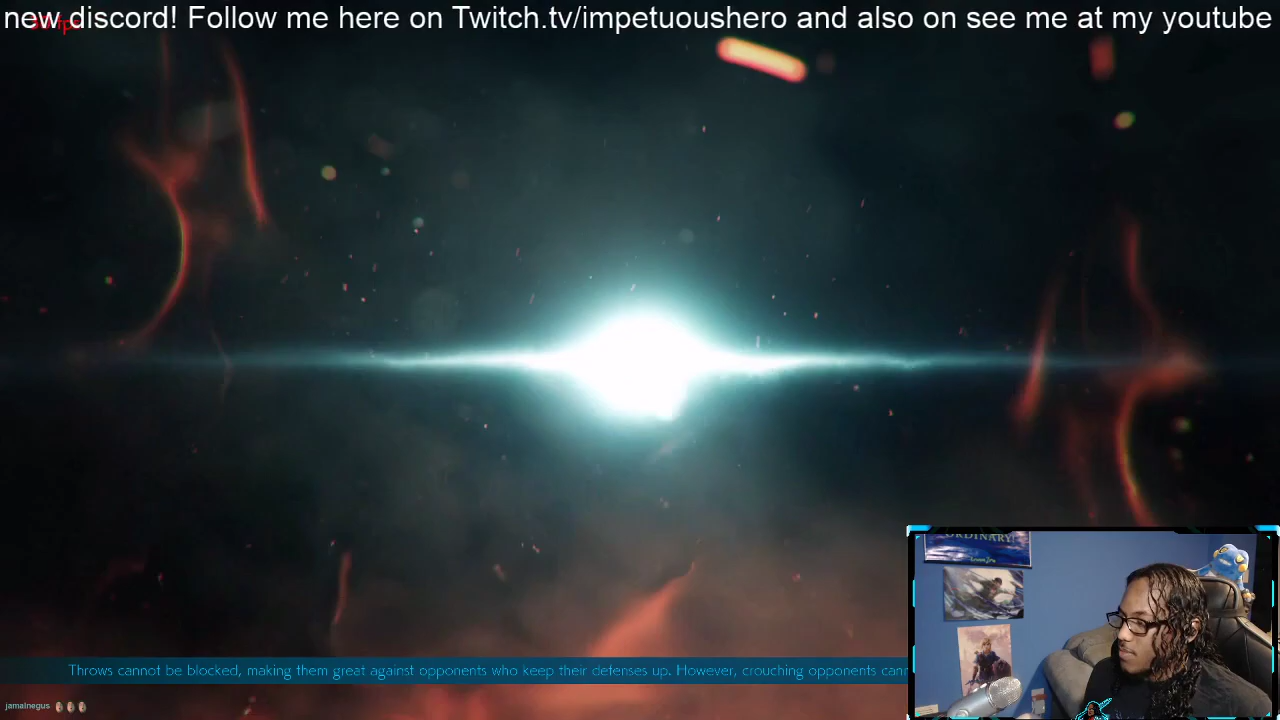 new discord! Follow me here on Twitch.tv/impetuoushero and also on see me at my youtube
Throws cannot be blocked, making them great against opponents who keep their defenses up. However, crouching opponents
ORDINARY
jamalnegus